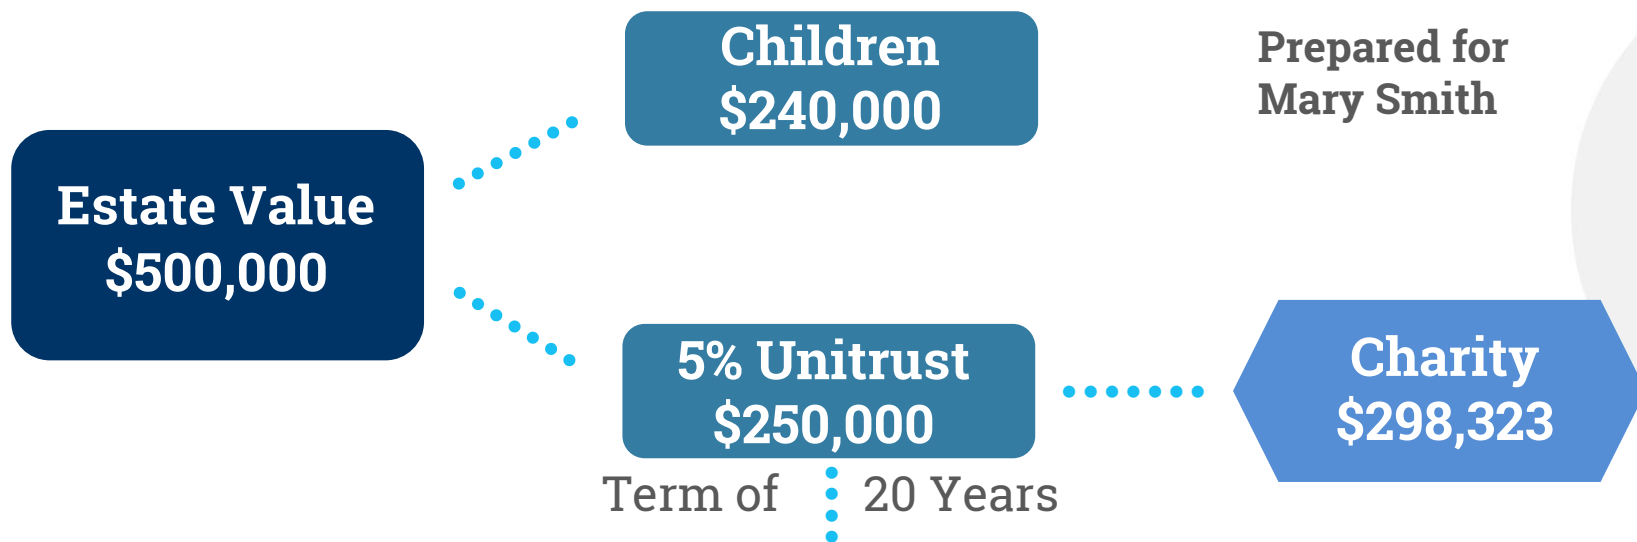 Children
$240,000
Prepared for
Mary Smith
Estate Value
$500,000
5% Unitrust
$250,000
Charity
$298,323
Term of 20 Years